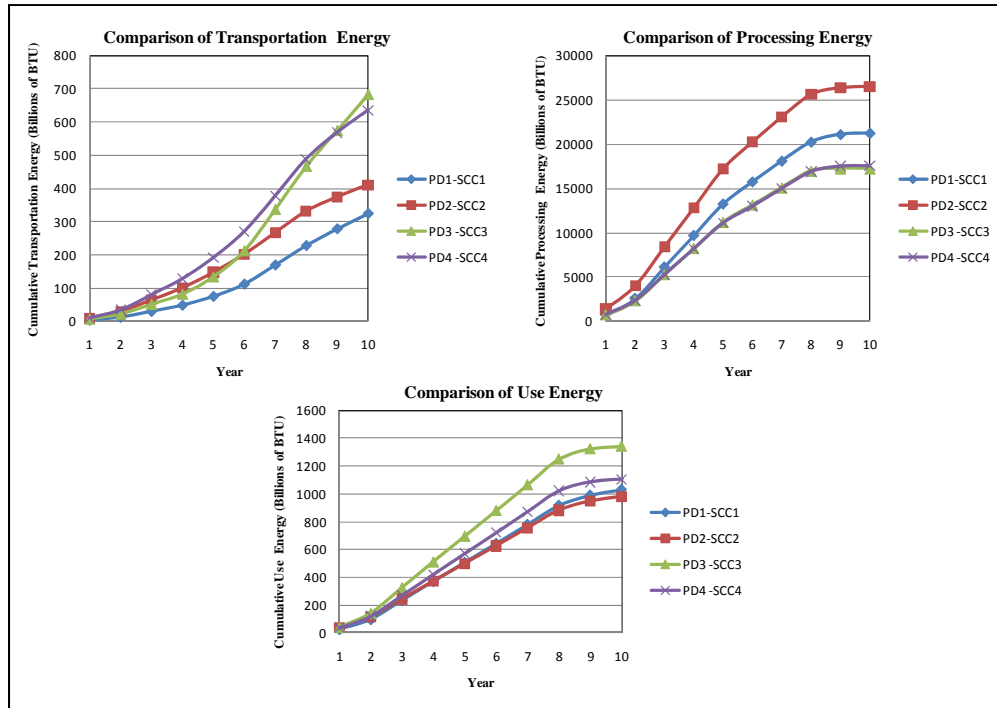 Comparison of Transportation Energy
Cumulative Transportation Energy (Billions of BTU)
800
700
600
500
400
300
200
100
0
1 2 3 4 5 6 7 8 9 10
Year
PD1-SCC1
PD2-SCC2
PD3 -SCC3
PD4 -SCC4
Comparison of Processing Energy
Cumulative Processing Energy (Billions of BTU)
30000
25000
20000
15000
10000
5000
0
1 2 3 4 5 6 7 8 9 10
Year
PD1-SCC1
PD2-SCC2
PD3 -SCC3
PD4 -SCC4
Comparison of Use Energy
Cumulative Use Energy (Billions of BTU)
1600
1400
1200
1000
800
600
400
200
0
1 2 3 4 5 6 7 8 9 10
Year
PD1-SCC1
PD2-SCC2
PD3 -SCC3
PD4 -SCC4